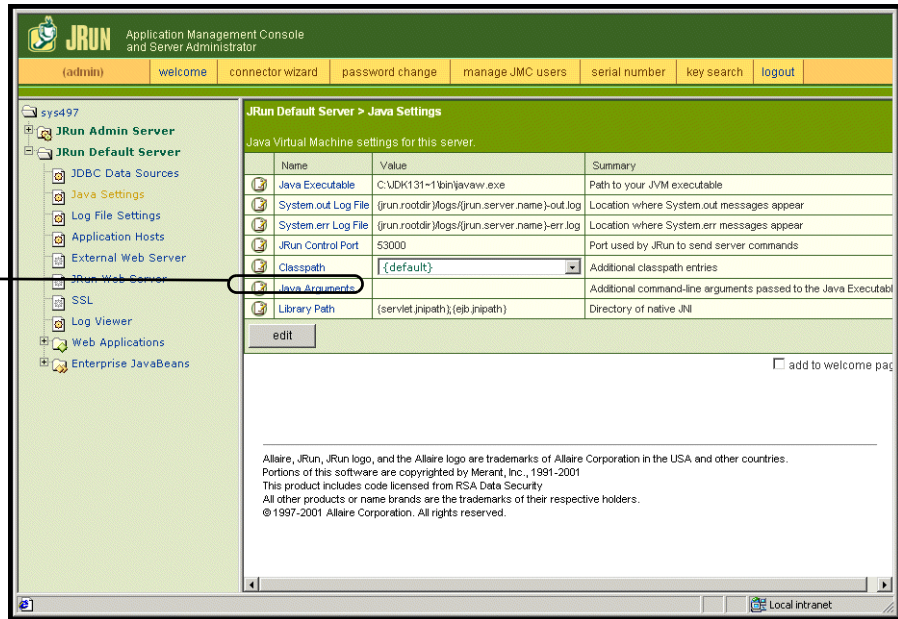 JRUN
Application Management Console
and Server Administrator
(admin) welcome connector wizard password change manage JMC users serial number key search logout
sys497
JRun Admin Server
JRun Default Server
JDBC Data Sources
Java Settings
Log File Settings
Application Hosts
External Web Server
JRun Web Server
SSL
Log Viewer
Web Applications
Enterprise JavaBeans
JRun Default Server > Java Settings
Java Virtual Machine settings for this server.
Name Value Summary
Java Executable C:\JDK131~1\bin\javaw.exe Path to your JVM executable
System.out Log File {jrun.rootdir}/logs/{jrun.server.name}-out.log Location where System.out messages appear
System.err Log File {jrun.rootdir}/logs/{jrun.server.name}-err.log Location where System.err messages appear
JRun Control Port 53000 Port used by JRun to send server commands
Classpath {default} Additional classpath entries
Java Arguments Additional command-line arguments passed to the Java Executabl
Library Path {servlet.jnipath};{ejb.jnipath} Directory of native JNI
edit
add to welcome pag
Allaire, JRun, JRun logo, and the Allaire logo are trademarks of Allaire Corporation in the USA and other countries.
Portions of this software are copyrighted by Merant, Inc., 1991-2001
This product includes code licensed from RSA Data Security
All other products or name brands are the trademarks of their respective holders.
©1997-2001 Allaire Corporation. All rights reserved.
Local intranet